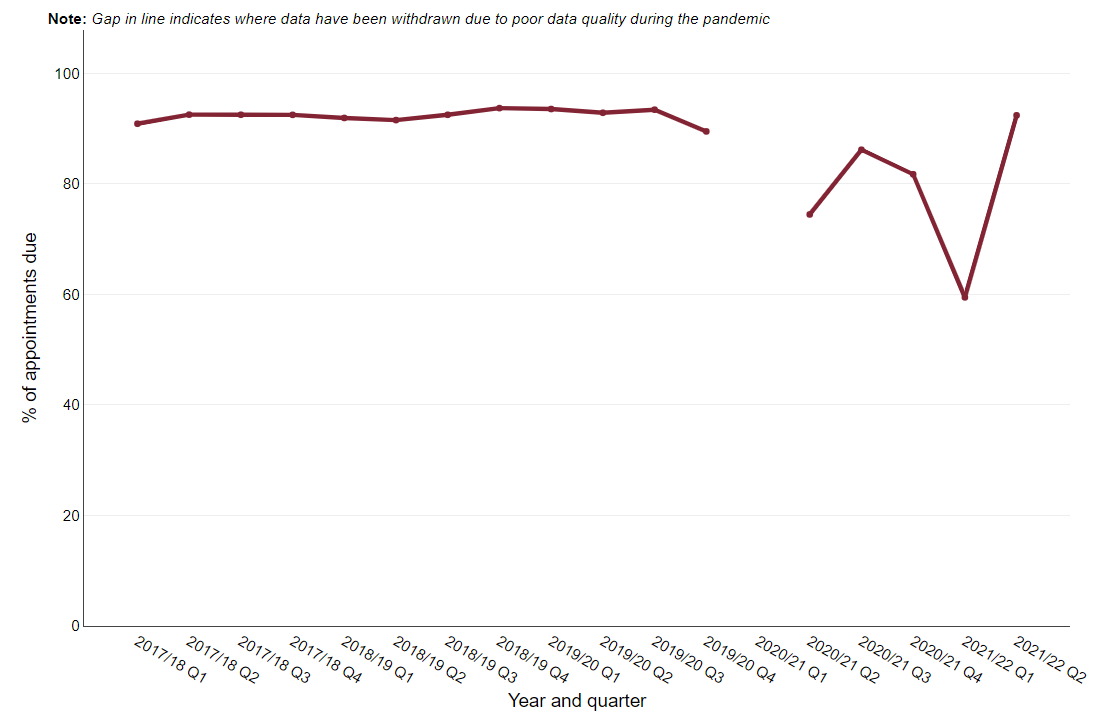 Note: Gap in line indicates where data have been withdrawn due to poor data quality during the pandemic
100
80
60
40
20
0
% of appointments due
2017/18 Q1
2017/18 Q2
2017/18 Q3
2017/18 Q4
2018/19 Q1
2018/19 Q2
2018/19 Q3
2018/19 Q4
2019/20 Q1
2019/20 Q2
2019/20 Q3
2019/20 Q4
2020/21 Q1
2020/21 Q2
2020/21 Q3
2020/21 Q4
2021/22 Q1
2021/22 Q2
Year and quarter